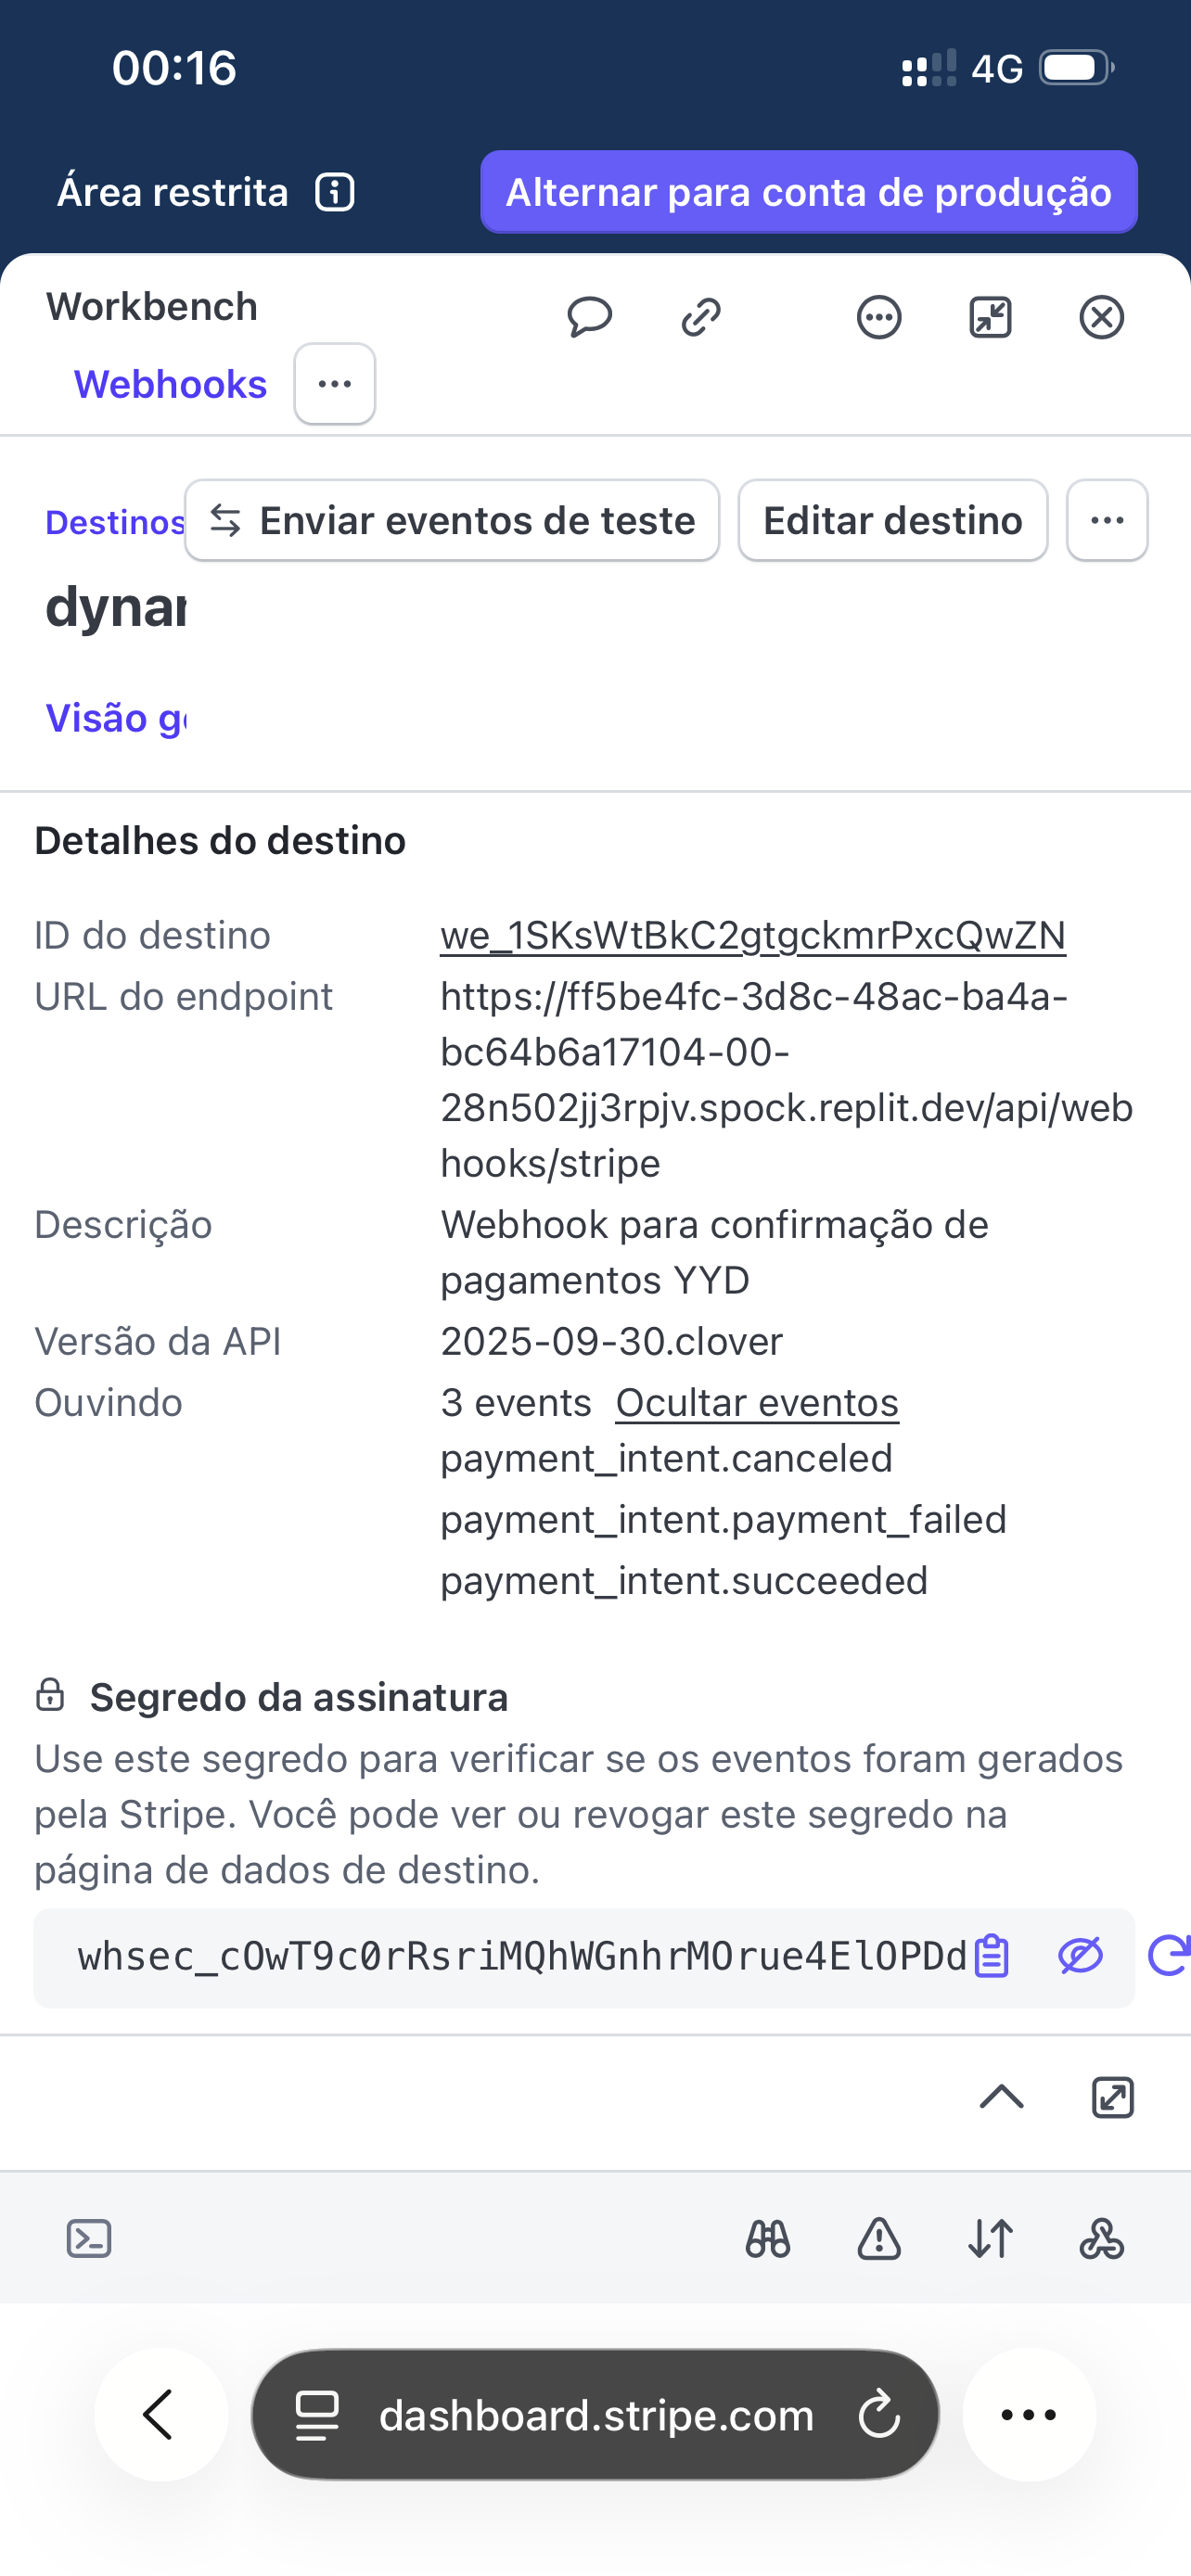 00:16
4G
Área restrita
Alternar para conta de produção
Workbench
Webhooks
Destinos
Enviar eventos de teste
Editar destino
dynar
Visão ge
Detalhes do destino
ID do destino
we_1SKsWtBkC2gtgckmrPxcQwZN
URL do endpoint
https://ff5be4fc-3d8c-48ac-ba4a-
bc64b6a17104-00-
28n502jj3rpjv.spock.replit.dev/api/web
hooks/stripe
Descrição
Webhook para confirmação de
pagamentos YYD
Versão da API
2025-09-30.clover
Ouvindo
3 events Ocultar eventos
payment_intent.canceled
payment_intent.payment_failed
payment_intent.succeeded
Segredo da assinatura
Use este segredo para verificar se os eventos foram gerados
pela Stripe. Você pode ver ou revogar este segredo na
página de dados de destino.
whsec_cOwT9c0rRsriMQhWGnhrMOrue4ElOPDd
dashboard.stripe.com